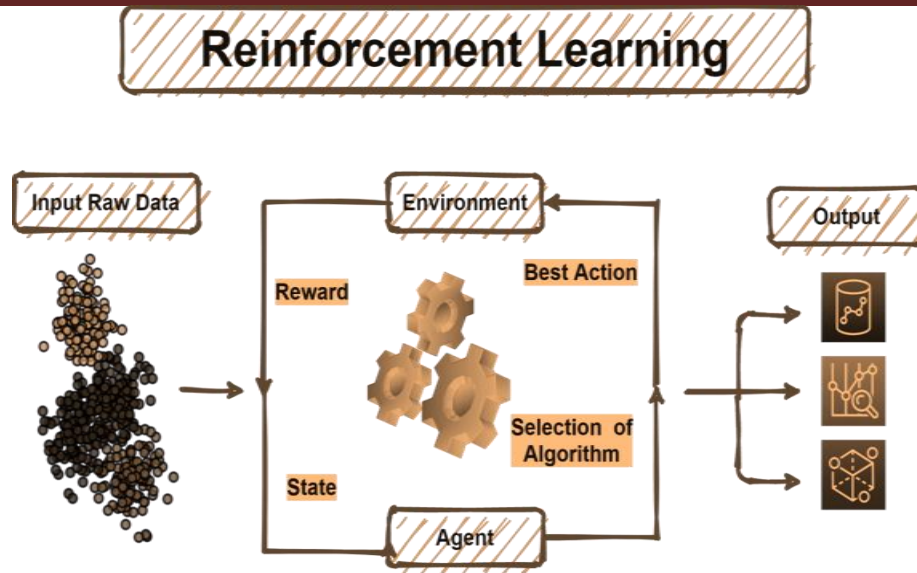 Reinforcement Learning
Input Raw Data
Environment
Output
Reward
Best Action
Selection of
Algorithm
State
Agent